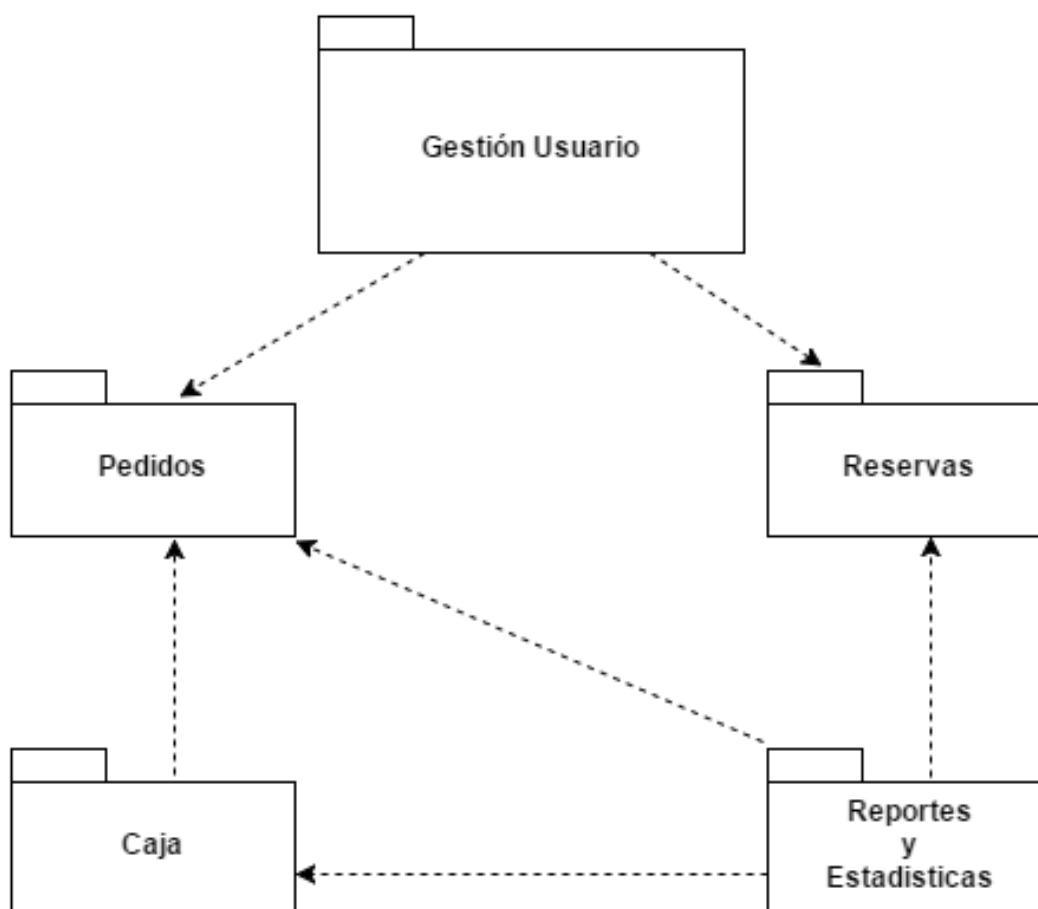 Gestión Usuario
Pedidos
Reservas
Caja
Reportes
y
Estadisticas